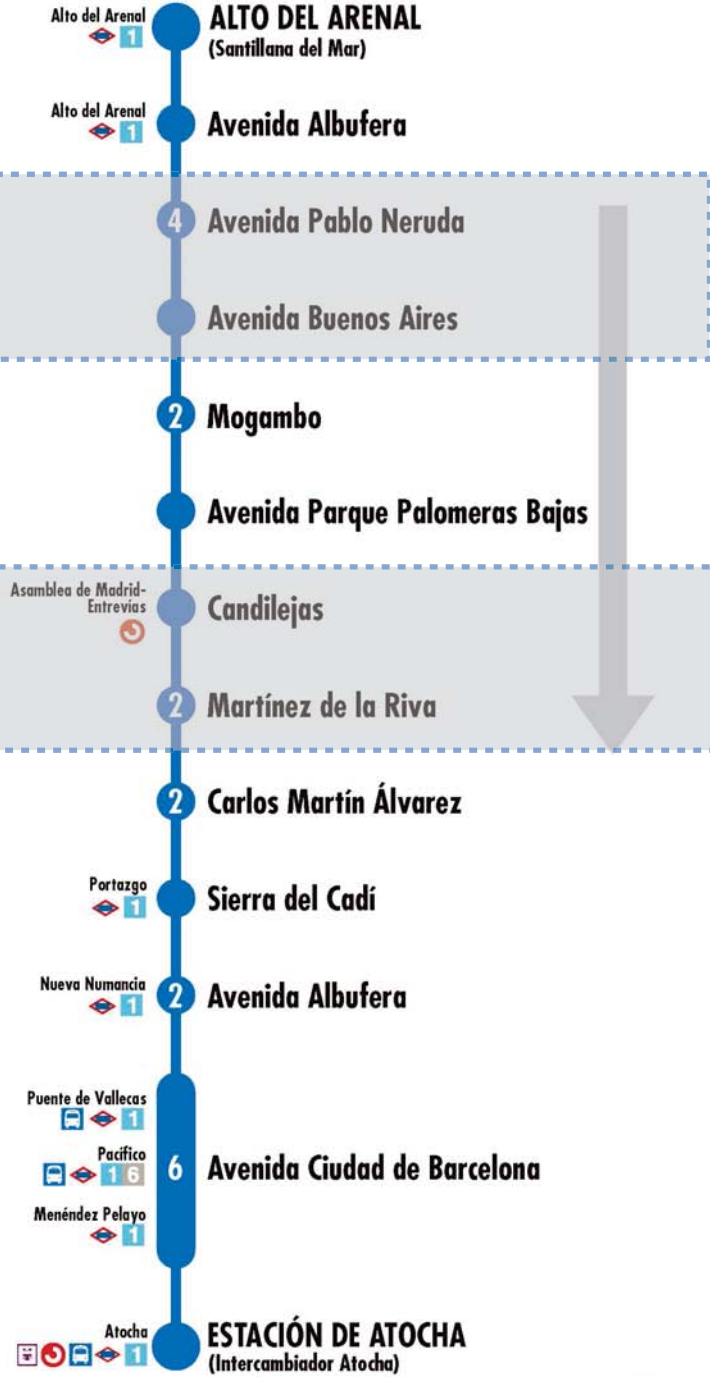 Alto del Arenal
1
ALTO DEL ARENAL
(Santillana del Mar)
Alto del Arenal
1
Avenida Albufera
4
Avenida Pablo Neruda
Avenida Buenos Aires
2
Mogambo
Avenida Parque Palomeras Bajas
Asamblea de Madrid-
Entrevías
Candilejas
2
Martínez de la Riva
2
Carlos Martín Álvarez
Portazgo
1
Sierra del Cadí
Nueva Numancia
1
2
Avenida Albufera
Puente de Vallecas
1
Pacífico
1 6
Menéndez Pelayo
1
6
Avenida Ciudad de Barcelona
Atocha
1
ESTACIÓN DE ATOCHA
(Intercambiador Atocha)